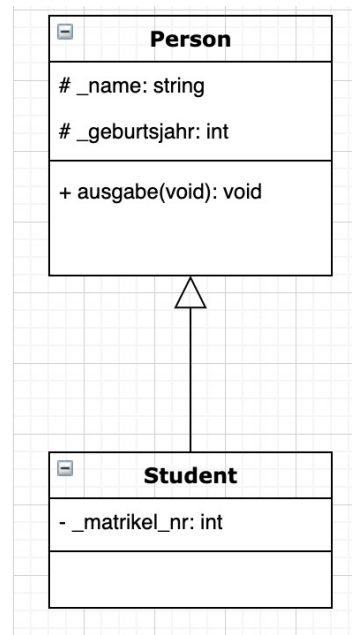 Person
# _name: string
# _geburtsjahr: int
+ ausgabe(void): void
Student
- _matrikel_nr: int